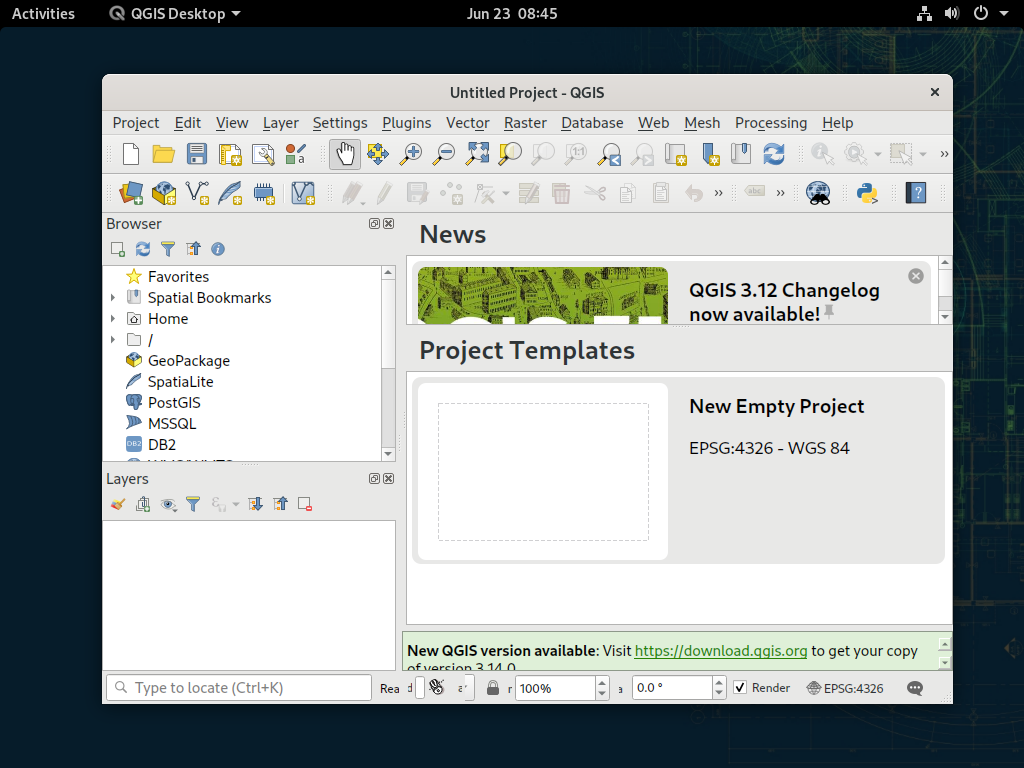 Activities QGIS Desktop Jun 23 08:45
Untitled Project - QGIS
Project Edit View Layer Settings Plugins Vector Raster Database Web Mesh Processing Help
1:1
abc
?
Browser
Favorites
Spatial Bookmarks
Home
/
GeoPackage
SpatiaLite
PostGIS
MSSQL
DB2 DB2
News
QGIS 3.12 Changelog
now available!
Project Templates
New Empty Project
EPSG:4326 - WGS 84
Layers
New QGIS version available: Visit https://download.qgis.org to get your copy
of version 3.14.0
Type to locate (Ctrl+K) Rea d r 100% a 0.0 ° Render EPSG:4326